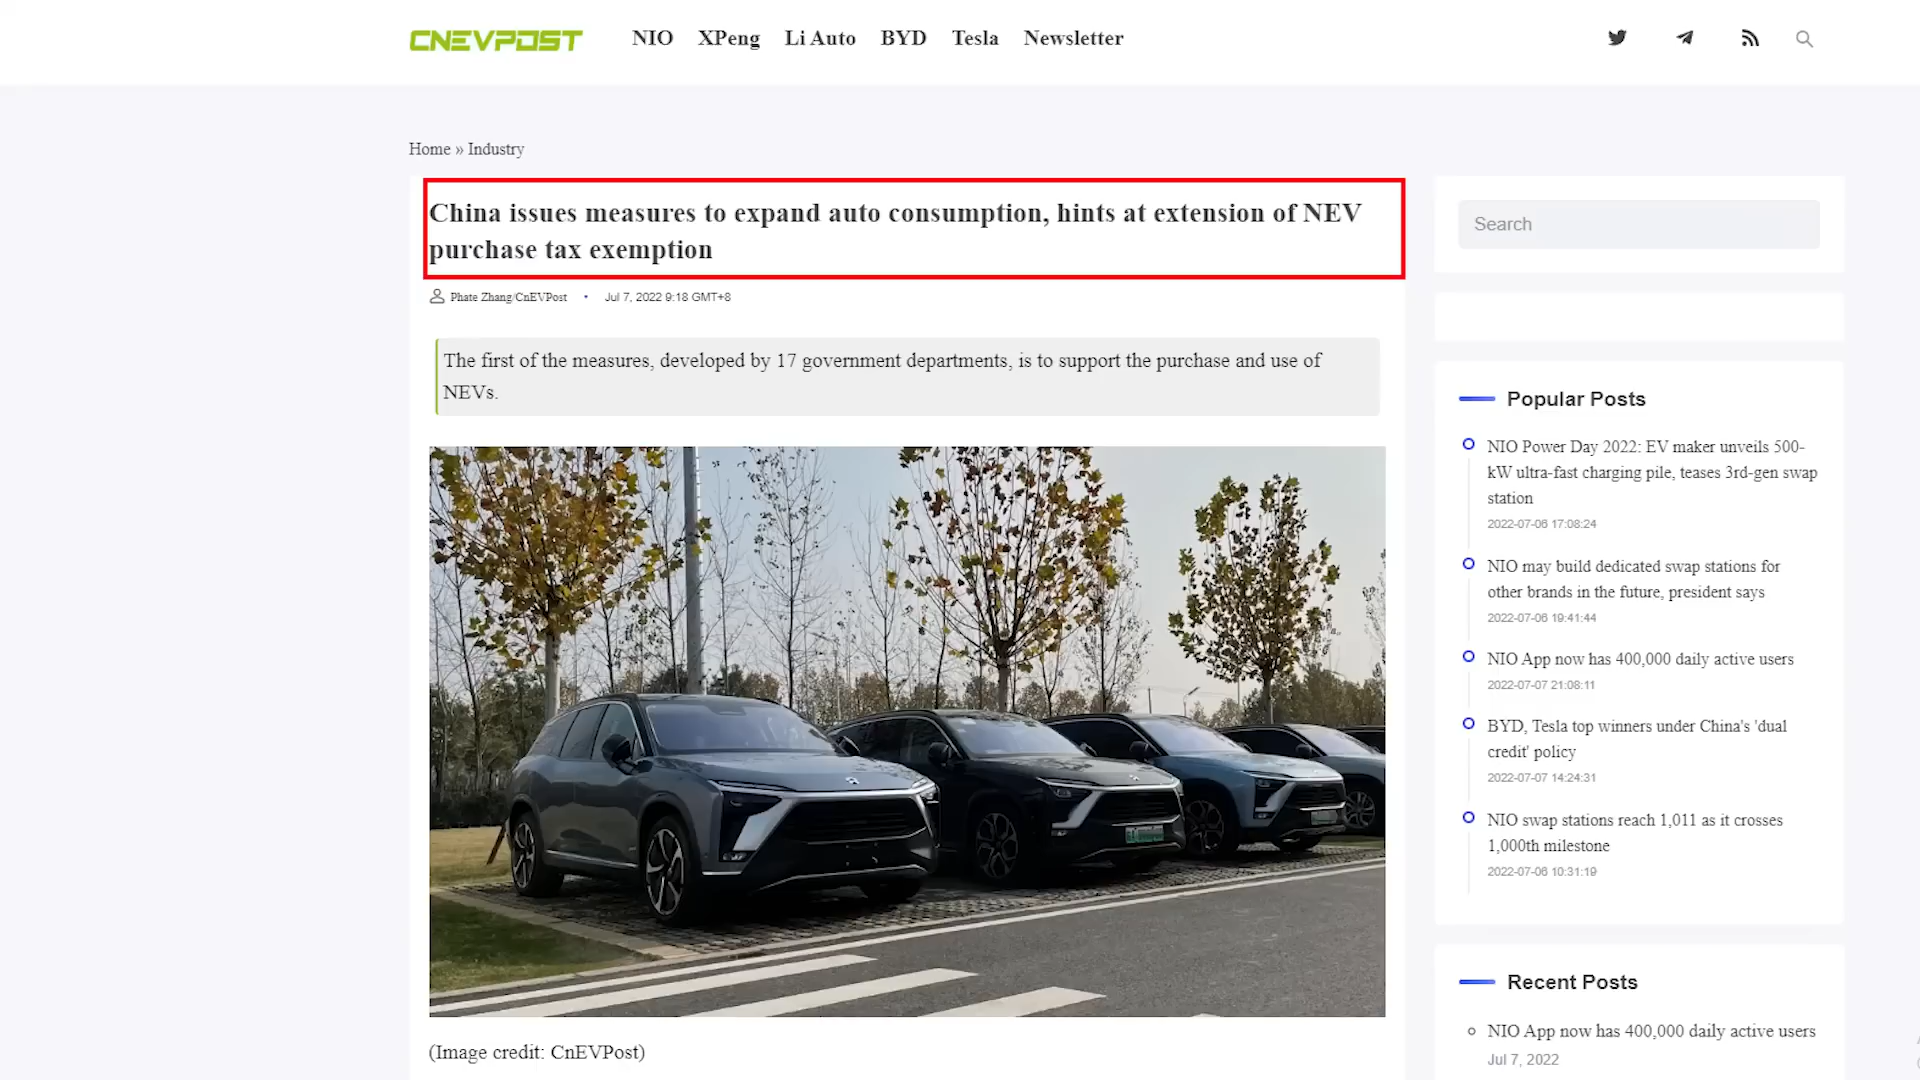 CNEVPOST
NIO XPeng Li Auto BYD Tesla Newsletter
Home » Industry
China issues measures to expand auto consumption, hints at extension of NEV
purchase tax exemption
Phate Zhang/CnEVPost • Jul 7, 2022 9:18 GMT+8
The first of the measures, developed by 17 government departments, is to support the purchase and use of
NEVs.
(Image credit: CnEVPost)
Search
Popular Posts
NIO Power Day 2022: EV maker unveils 500-
kW ultra-fast charging pile, teases 3rd-gen swap
station
2022-07-06 17:08:24
NIO may build dedicated swap stations for
other brands in the future, president says
2022-07-06 19:41:44
NIO App now has 400,000 daily active users
2022-07-07 21:08:11
BYD, Tesla top winners under China's 'dual
credit' policy
2022-07-07 14:24:31
NIO swap stations reach 1,011 as it crosses
1,000th milestone
2022-07-06 10:31:19
Recent Posts
NIO App now has 400,000 daily active users
Jul 7, 2022